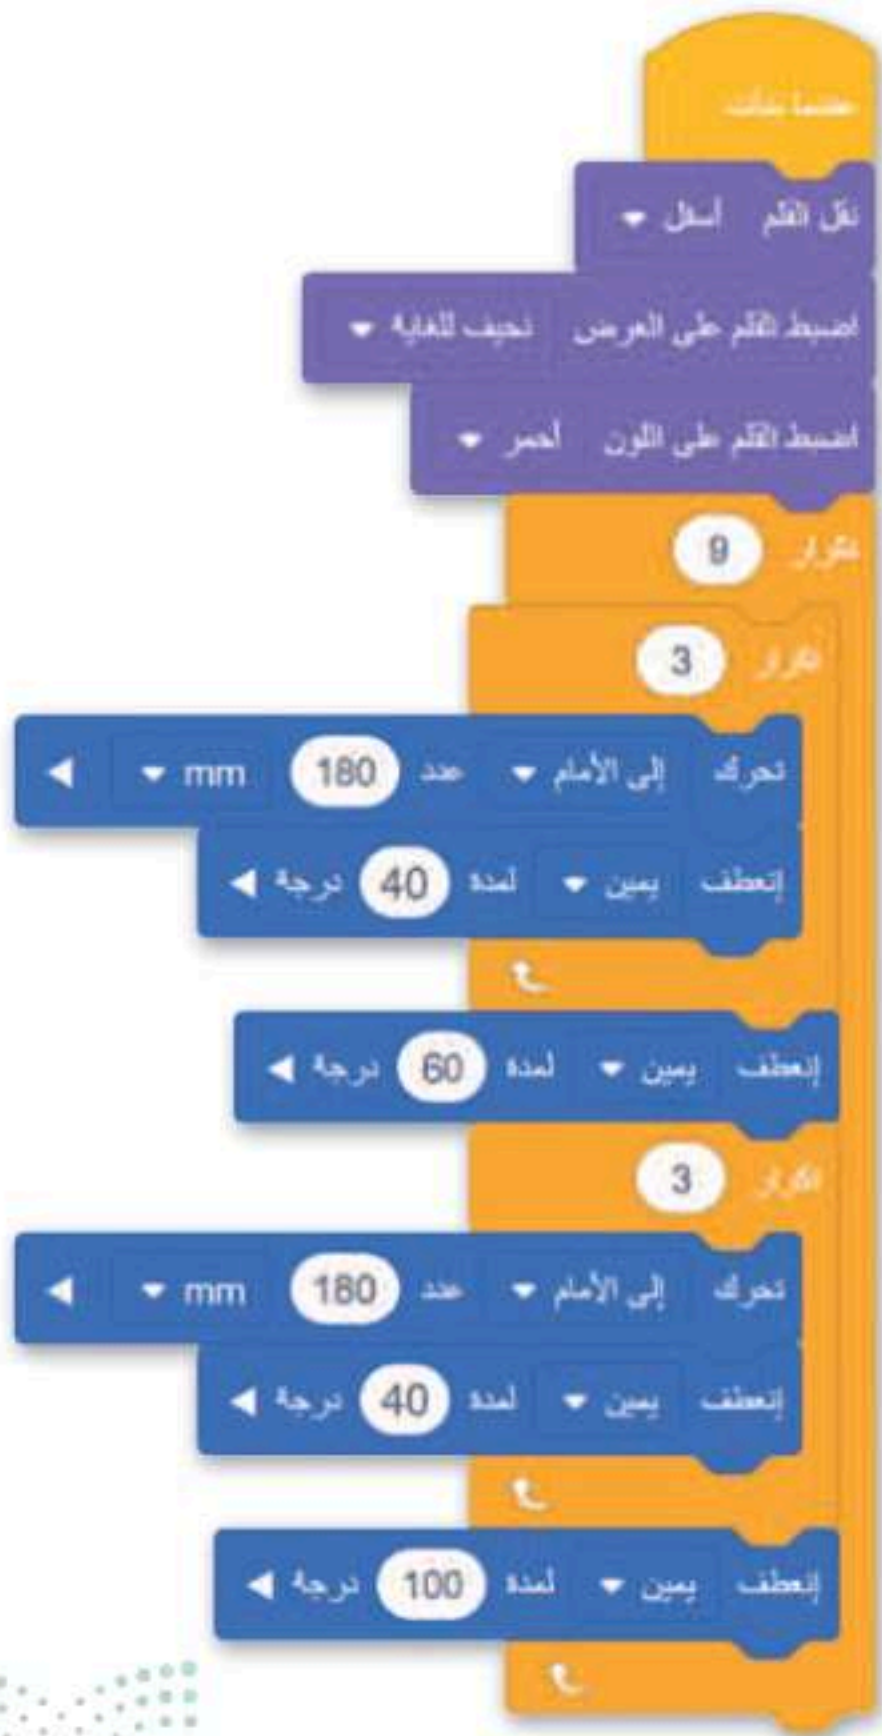 عندما بدأت
نقل القلم أسفل
اضبط القلم على العرض نحيف للغاية
اضبط القلم على اللون أحمر
تكرار 9
تكرار 3
تحرك إلى الأمام عدد 180 mm
إنعطف يمين لمدة 40 درجة
إنعطف يمين لمدة 60 درجة
تكرار 3
تحرك إلى الأمام عدد 180 mm
إنعطف يمين لمدة 40 درجة
إنعطف يمين لمدة 100 درجة